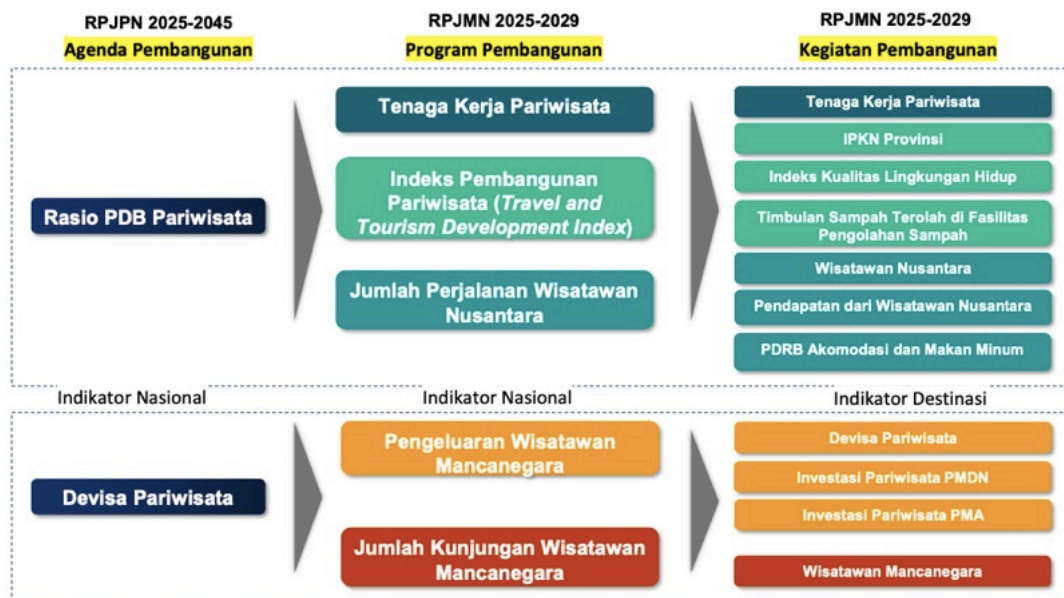 RPJPN 2025-2045
Agenda Pembangunan
RPJMN 2025-2029
Program Pembangunan
RPJMN 2025-2029
Kegiatan Pembangunan
Rasio PDB Pariwisata
Tenaga Kerja Pariwisata
Indeks Pembangunan
Pariwisata (Travel and
Tourism Development Index)
Jumlah Perjalanan Wisatawan
Nusantara
Tenaga Kerja Pariwisata
IPKN Provinsi
Indeks Kualitas Lingkungan Hidup
Timbulan Sampah Terolah di Fasilitas
Pengolahan Sampah
Wisatawan Nusantara
Pendapatan dari Wisatawan Nusantara
PDRB Akomodasi dan Makan Minum
Indikator Nasional
Indikator Nasional
Indikator Destinasi
Devisa Pariwisata
Pengeluaran Wisatawan
Mancanegara
Jumlah Kunjungan Wisatawan
Mancanegara
Devisa Pariwisata
Investasi Pariwisata PMDN
Investasi Pariwisata PMA
Wisatawan Mancanegara